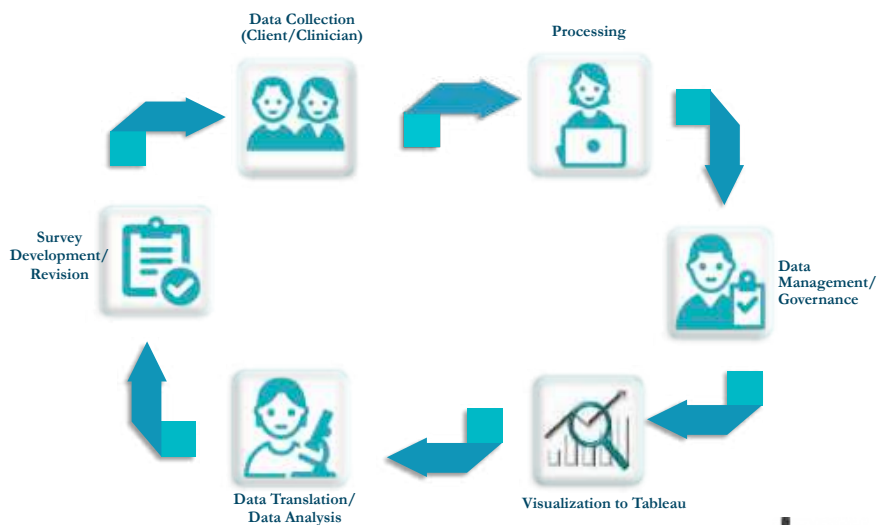 Data Collection
(Client/Clinician)
Processing
Survey
Development/
Revision
Data
Management/
Governance
Data Translation/
Data Analysis
Visualization to Tableau